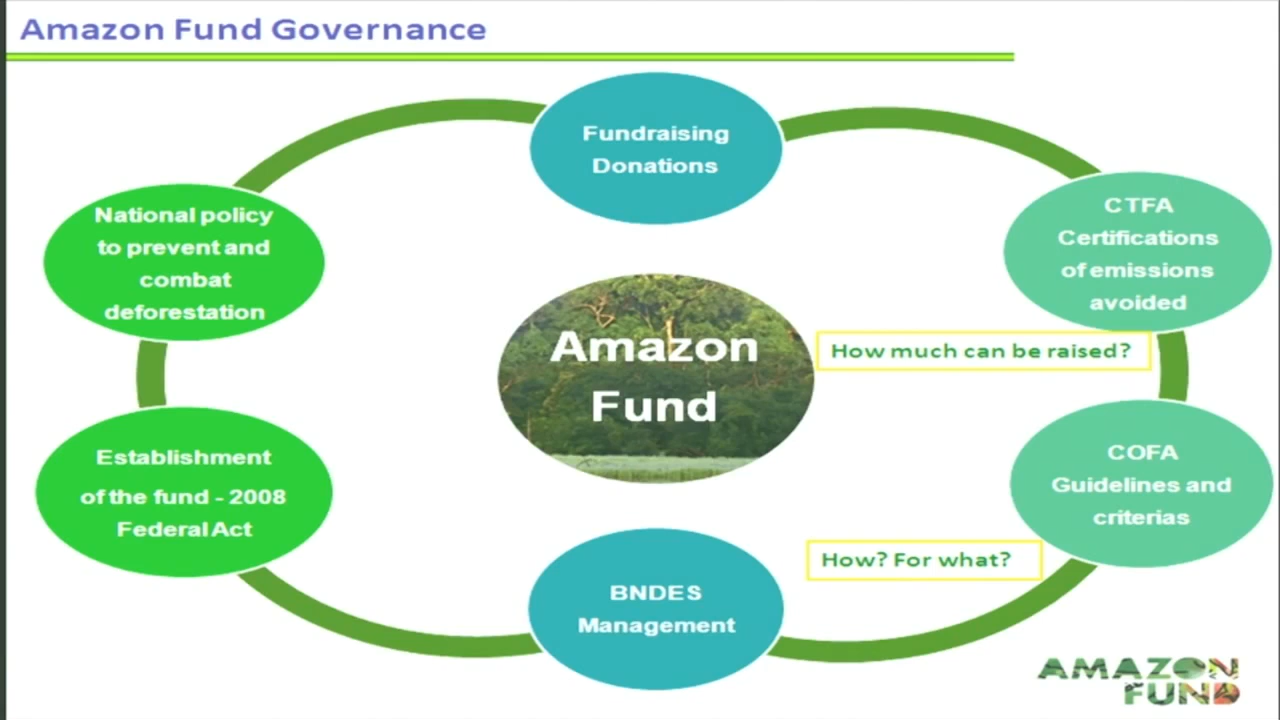 Amazon Fund Governance
Fundraising
Donations
National policy
to prevent and
combat
deforestation
CTFA
Certifications
of emissions
avoided
Amazon
Fund
How much can be raised?
Establishment
of the fund - 2008
Federal Act
COFA
Guidelines and
criterias
How? For what?
BNDES
Management
AMAZON
FUND